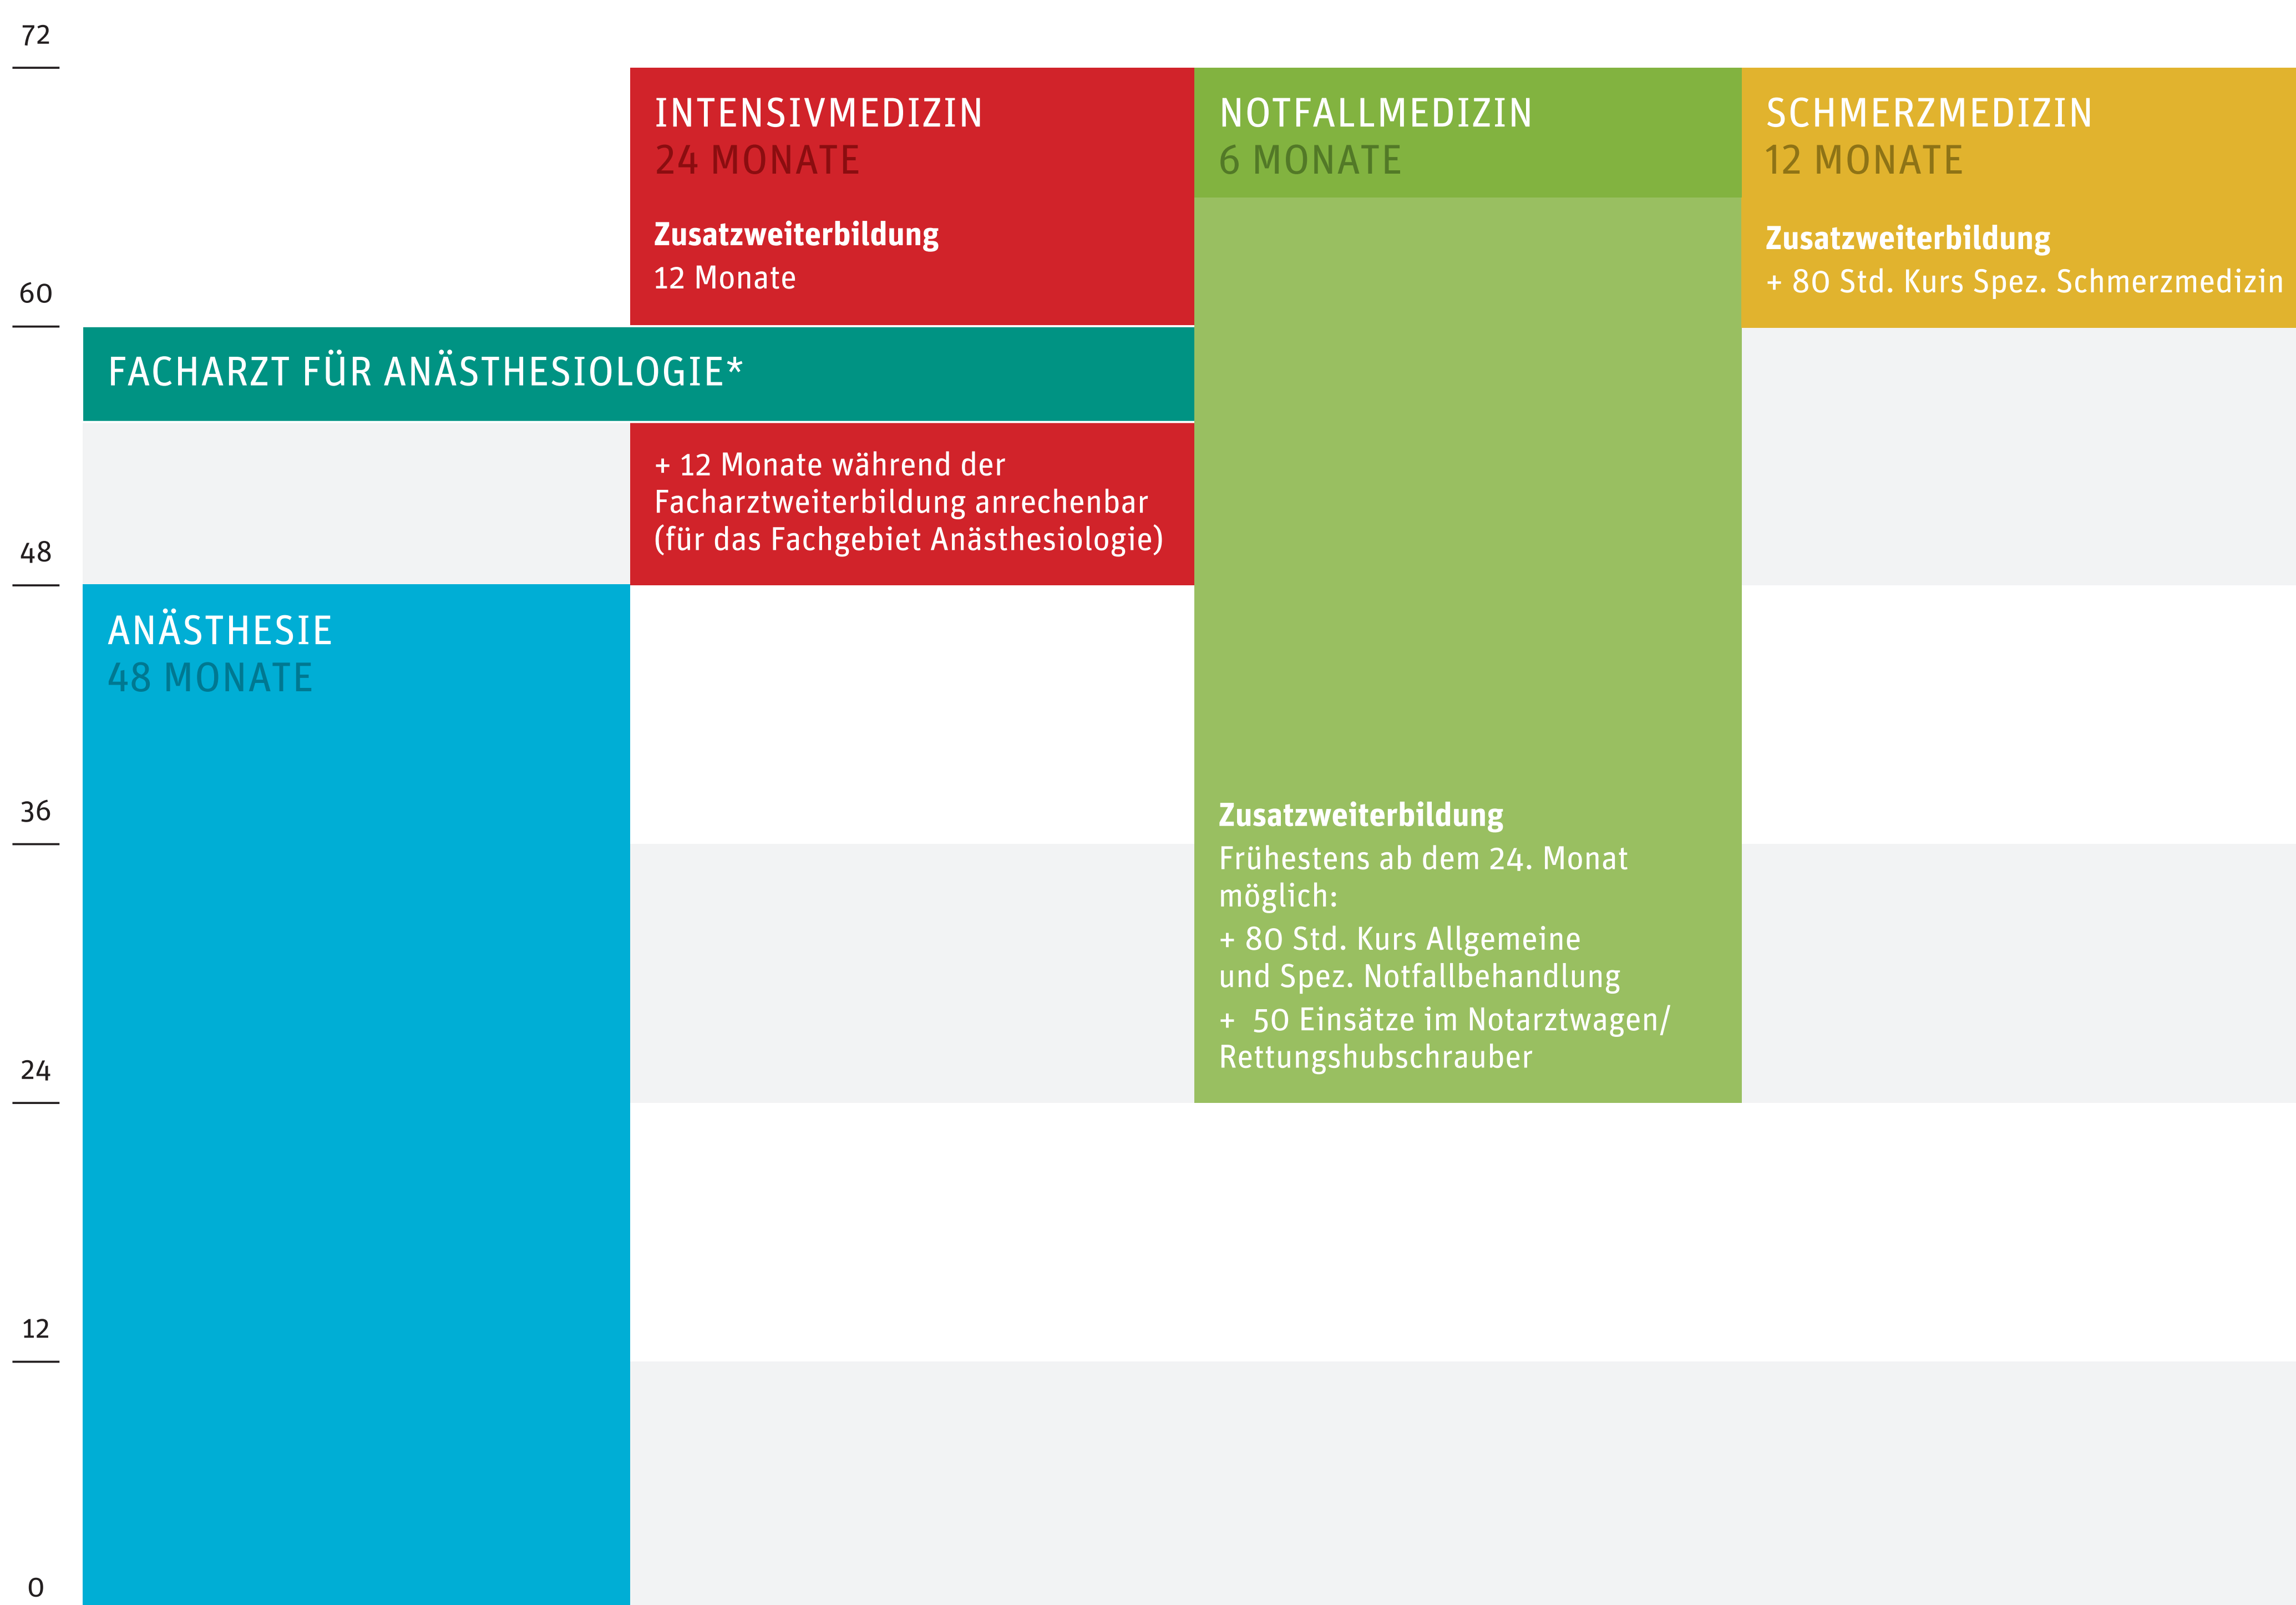 72
INTENSIVMEDIZIN
24 MONATE
Zusatzweiterbildung
12 Monate
NOTFALLMEDIZIN
6 MONATE
SCHMERZMEDIZIN
12 MONATE
Zusatzweiterbildung
+ 80 Std. Kurs Spez. Schmerzmedizin
60
FACHARZT FÜR ANÄSTHESIOLOGIE*
+ 12 Monate während der
Facharztweiterbildung anrechenbar
(für das Fachgebiet Anästhesiologie)
48
ANÄSTHESIE
48 MONATE
36
Zusatzweiterbildung
Frühestens ab dem 24. Monat
möglich:
+ 80 Std. Kurs Allgemeine
und Spez. Notfallbehandlung
+ 50 Einsätze im Notarztwagen/
Rettungshubschrauber
24
12
0